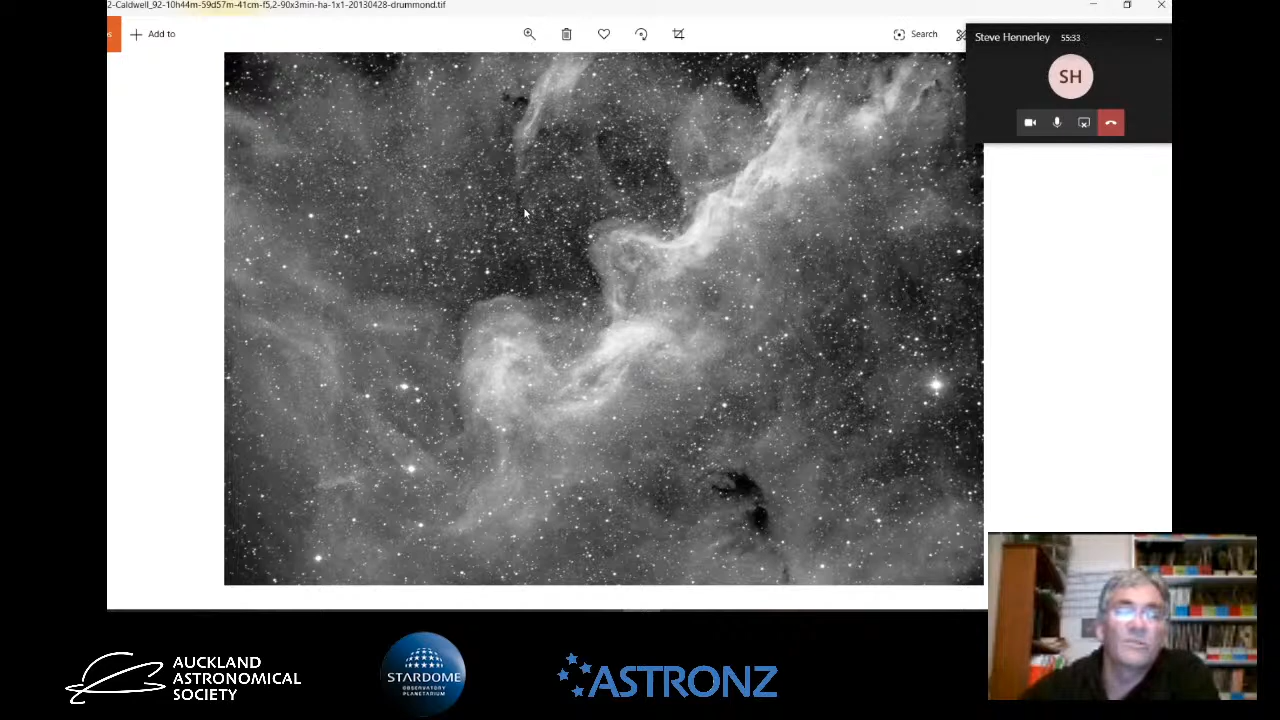 2-Caldwell_92-10h44m-59d57m-41cm-f5,2-90x3min-ha-1x1-20130428-drummond.tif
Add to
Search
Steve Hennerley 55:33
SH
AUCKLAND
ASTRONOMICAL
SOCIETY
STARDOME
OBSERVATORY
PLANETARIUM
ASTRONZ